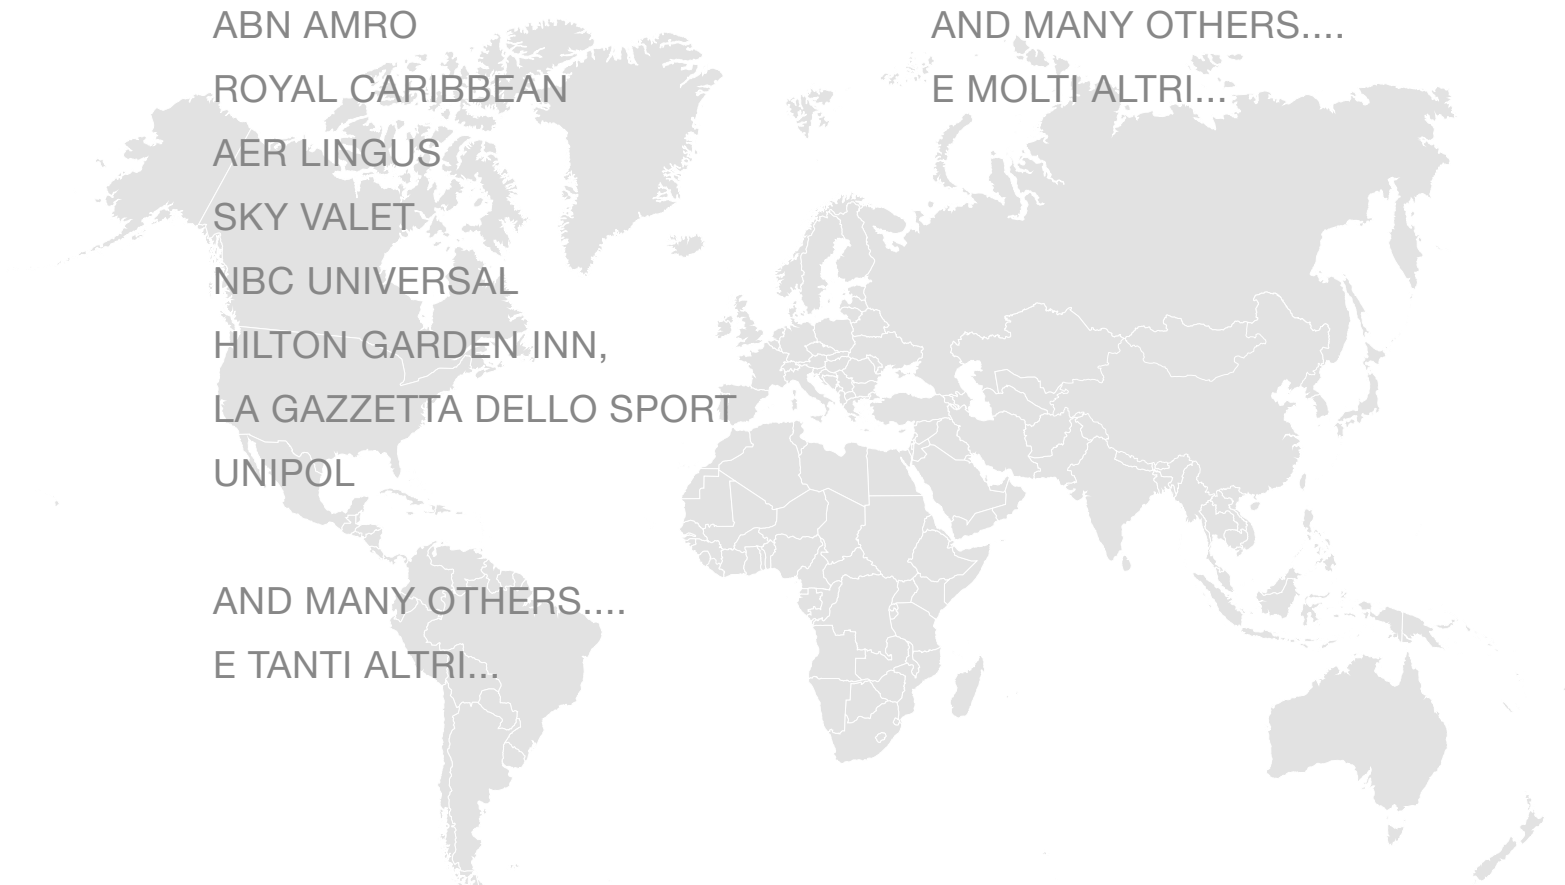 ABN AMRO
ROYAL CARIBBEAN
AER LINGUS
SKY VALET
NBC UNIVERSAL
HILTON GARDEN INN,
LA GAZZETTA DELLO SPORT
UNIPOL
AND MANY OTHERS....
E TANTI ALTRI...
AND MANY OTHERS....
E MOLTI ALTRI...